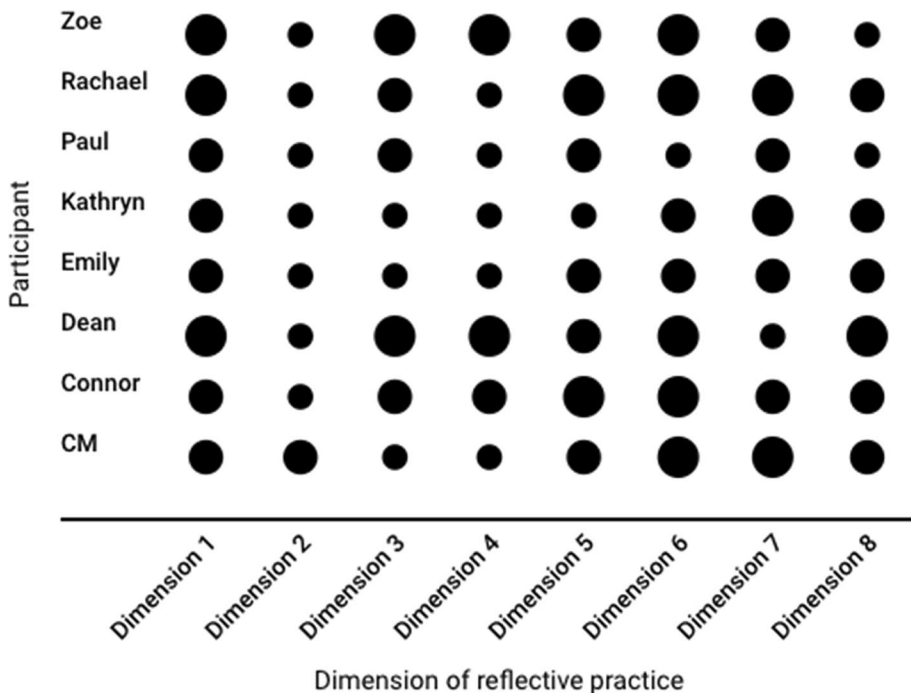 Zoe
Rachael
Paul
Kathryn
Emily
Dean
Connor
CM
Participant
Dimension 1
Dimension 2
Dimension 3
Dimension 4
Dimension 5
Dimension 6
Dimension 7
Dimension 8
Dimension of reflective practice